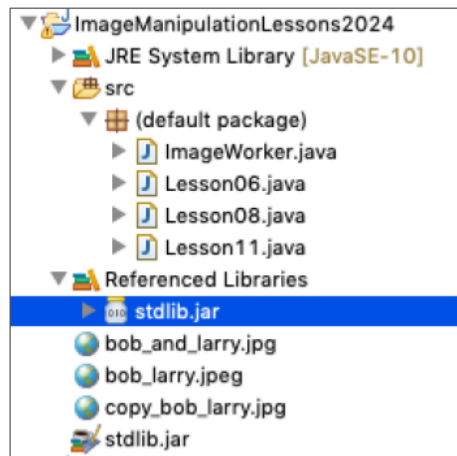 ImageManipulationLessons2024
JRE System Library [JavaSE-10]
src
(default package)
ImageWorker.java
Lesson06.java
Lesson08.java
Lesson11.java
Referenced Libraries
010 stdlib.jar
bob_and_larry.jpg
bob_larry.jpeg
copy_bob_larry.jpg
stdlib.jar